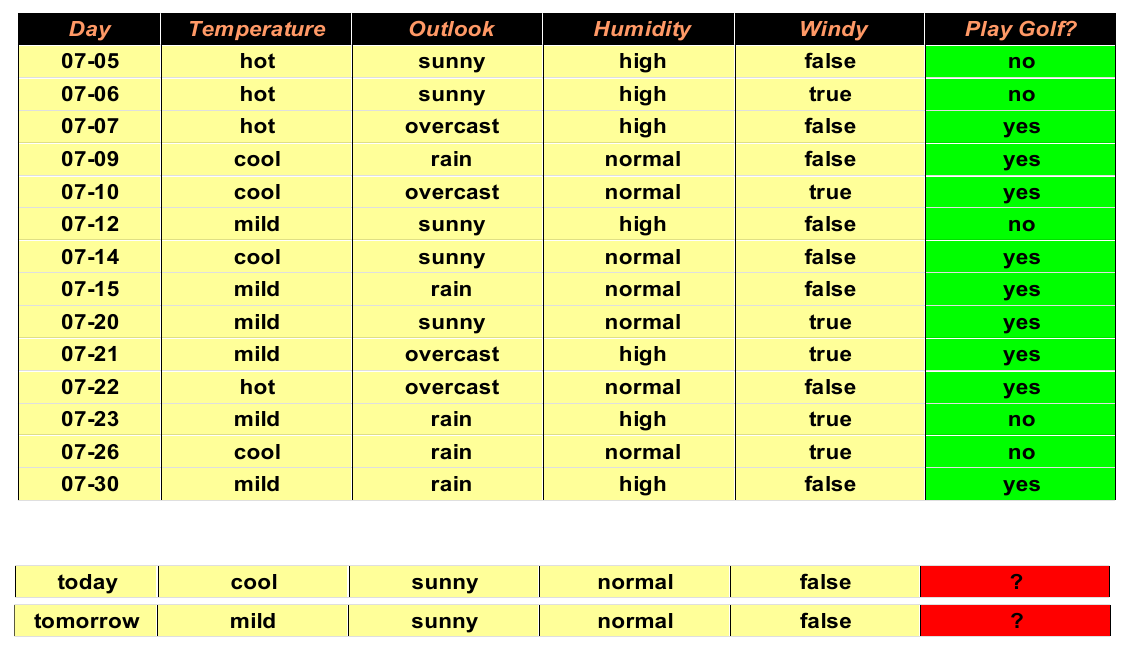 Day Temperature Outlook Humidity Windy Play Golf?
07-05 hot sunny high false no
07-06 hot sunny high true no
07-07 hot overcast high false yes
07-09 cool rain normal false yes
07-10 cool overcast normal true yes
07-12 mild sunny high false no
07-14 cool sunny normal false yes
07-15 mild rain normal false yes
07-20 mild sunny normal true yes
07-21 mild overcast high true yes
07-22 hot overcast normal false yes
07-23 mild rain high true no
07-26 cool rain normal true no
07-30 mild rain high false yes
today cool sunny normal false ?
tomorrow mild sunny normal false ?